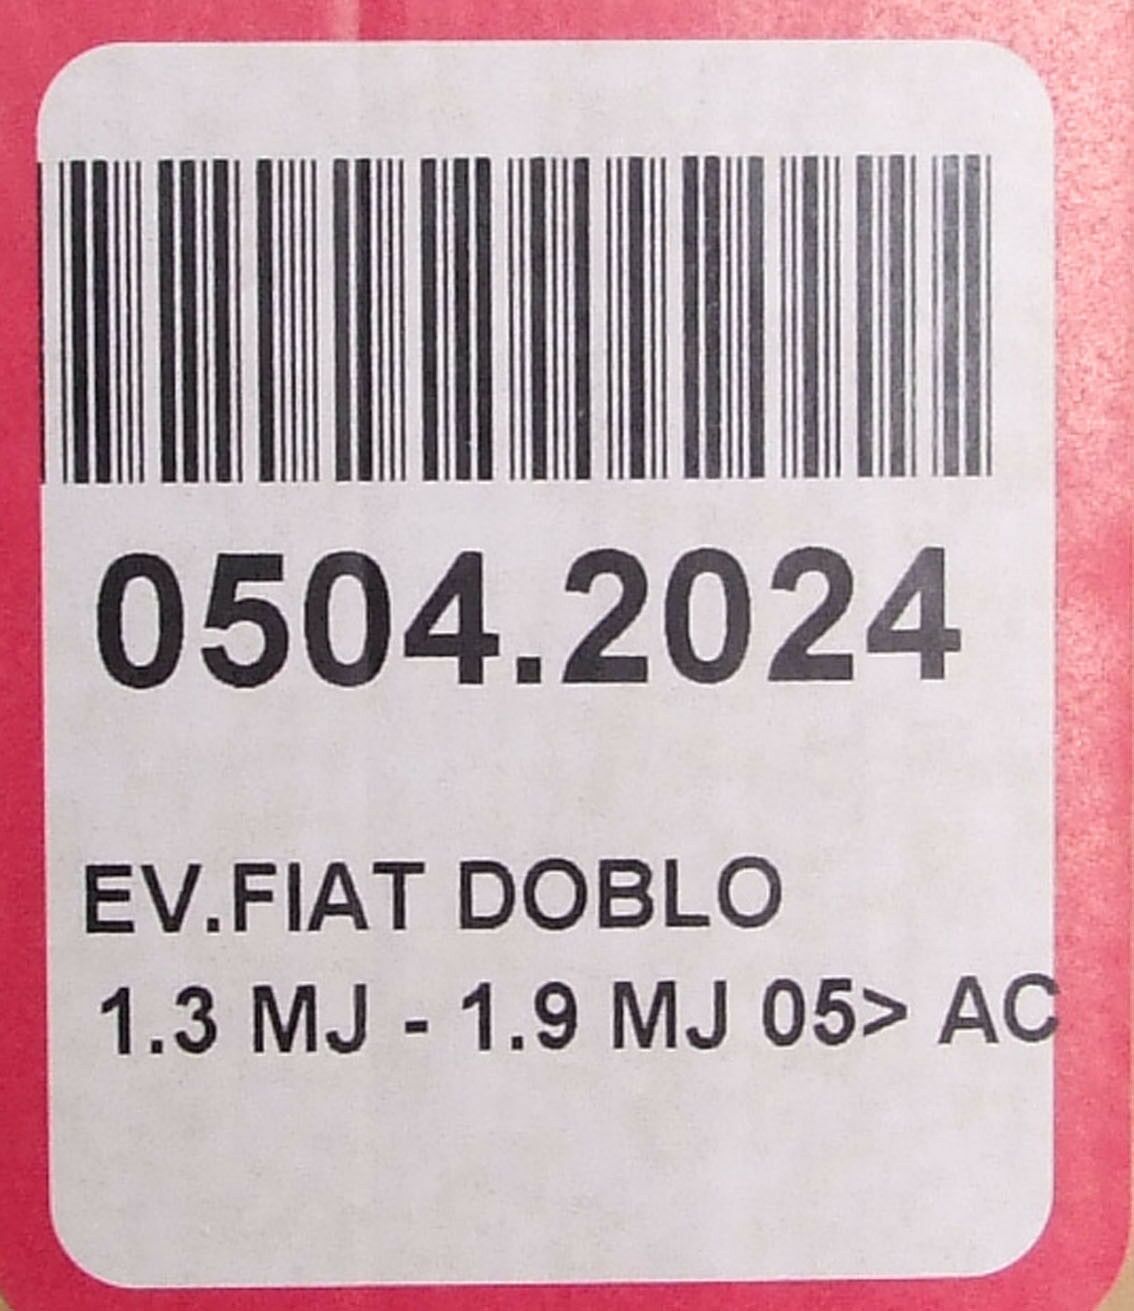 0504.2024
EV.FIAT DOBLO
1.3 MJ - 1.9 MJ 05> AC